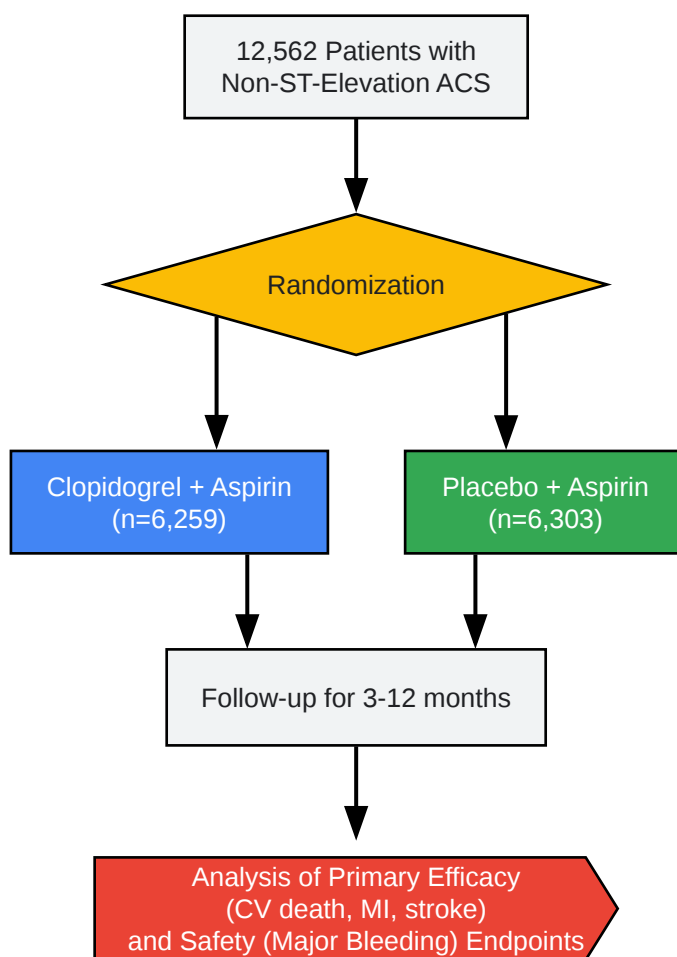 12,562 Patients with
Non-ST-Elevation ACS
Randomization
Clopidogrel + Aspirin
(n=6,259)
Placebo + Aspirin
(n=6,303)
Follow-up for 3-12 months
Analysis of Primary Efficacy
(CV death, MI, stroke)
and Safety (Major Bleeding) Endpoints